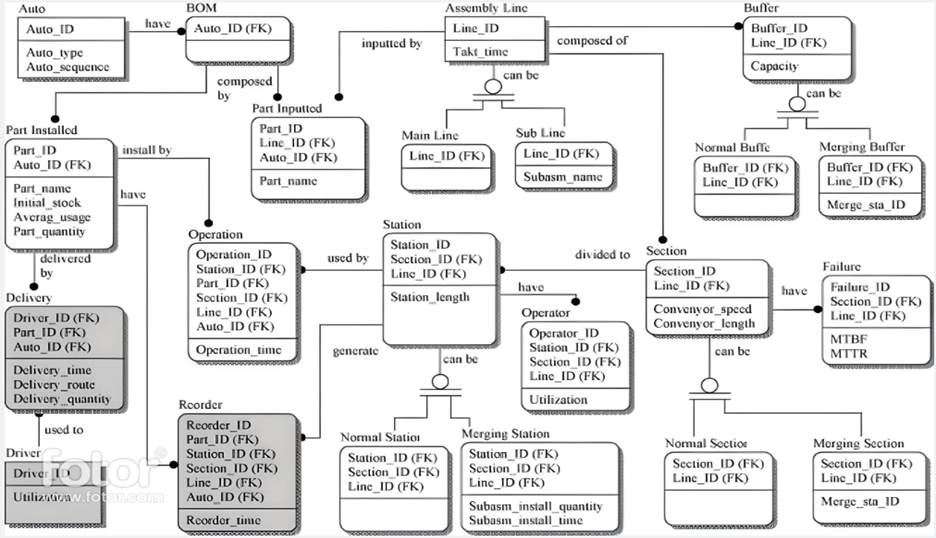 Auto
Auto_ID
Auto_type
Auto_sequence
have
BOM
Auto_ID (FK)
composed
by
Assembly Line
Line_ID
Takt_time
inputted by
composed of
can be
Buffer
Buffer_ID
Line_ID (FK)
Capacity
can be
Part Inputted
Part_ID
Line_ID (FK)
Auto_ID (FK)
Part_name
Main Line
Line_ID (FK)
Sub Line
Line_ID (FK)
Subasm_name
Normal Buffe
Buffer_ID (FK)
Line_ID (FK)
Merging Buffer
Buffer_ID (FK)
Line_ID (FK)
Merge_sta_ID
Part Installed
Part_ID
Auto_ID (FK)
Part_name
Initial_stock
Averag_usage
Part_quantity
install by
have
delivered
by
Operation
Operation_ID
Station_ID (FK)
Part_ID (FK)
Section_ID (FK)
Line_ID (FK)
Auto_ID (FK)
Operation_time
used by
Station
Station_ID
Section_ID (FK)
Line_ID (FK)
Station_length
divided to
have
generate
can be
Section
Section_ID
Line_ID (FK)
Convenyor_speed
Convenyor_length
have
can be
Failure
Failure_ID
Section_ID (FK)
Line_ID (FK)
MTBF
MTTR
Operator
Operator_ID
Station_ID (FK)
Section_ID (FK)
Line_ID (FK)
Utilization
Delivery
Driver_ID (FK)
Part_ID (FK)
Auto_ID (FK)
Delivery_time
Delivery_route
Delivery_quantity
used to
Driver
Driver_ID
Utilization
fotor
www.fotor.com
Reorder
Reorder_ID
Part_ID (FK)
Station_ID (FK)
Section_ID (FK)
Line_ID (FK)
Auto_ID (FK)
Reorder_time
Normal Station
Station_ID (FK)
Section_ID (FK)
Line_ID (FK)
Merging Station
Station_ID (FK)
Section_ID (FK)
Line_ID (FK)
Subasm_install_quantity
Subasm_install_time
Normal Section
Section_ID (FK)
Line_ID (FK)
Merging Section
Section_ID (FK)
Line_ID (FK)
Merge_sta_ID